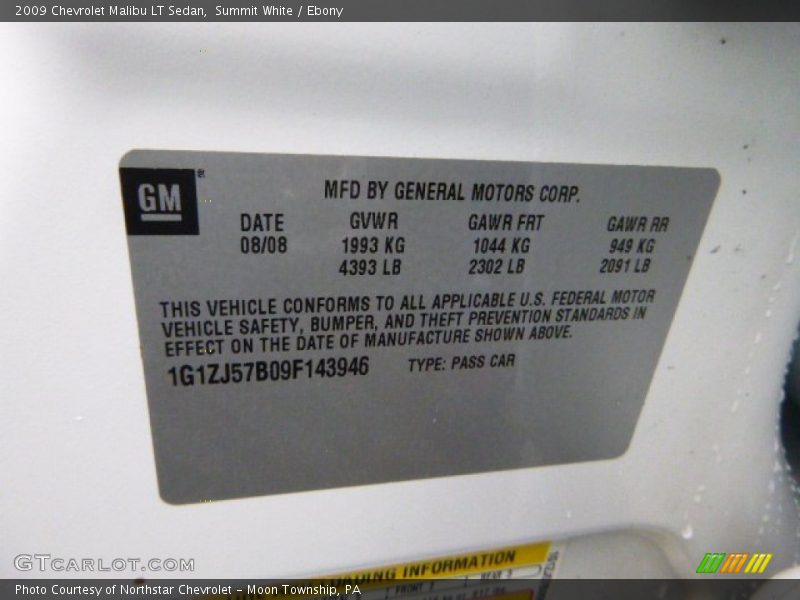 2009 Chevrolet Malibu LT Sedan, Summit White / Ebony
GM®
MFD BY GENERAL MOTORS CORP.
DATE GVWR GAWR FRT GAWR RR
08/08 1993 KG 1044 KG 949 KG
4393 LB 2302 LB 2091 LB
THIS VEHICLE CONFORMS TO ALL APPLICABLE U.S. FEDERAL MOTOR
VEHICLE SAFETY, BUMPER, AND THEFT PREVENTION STANDARDS IN
EFFECT ON THE DATE OF MANUFACTURE SHOWN ABOVE.
1G1ZJ57B09F143946 TYPE: PASS CAR
LOADING INFORMATION
FRONT REAR
GTCARLOT.COM
Photo Courtesy of Northstar Chevrolet - Moon Township, PA